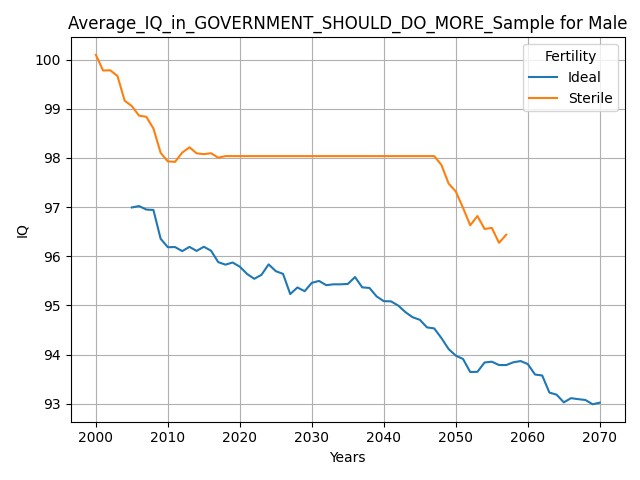 Average_IQ_in_GOVERNMENT_SHOULD_DO_MORE_Sample for Male
Fertility
Ideal
Sterile
IQ
100
99
98
97
96
95
94
93
2000 2010 2020 2030 2040 2050 2060 2070
Years